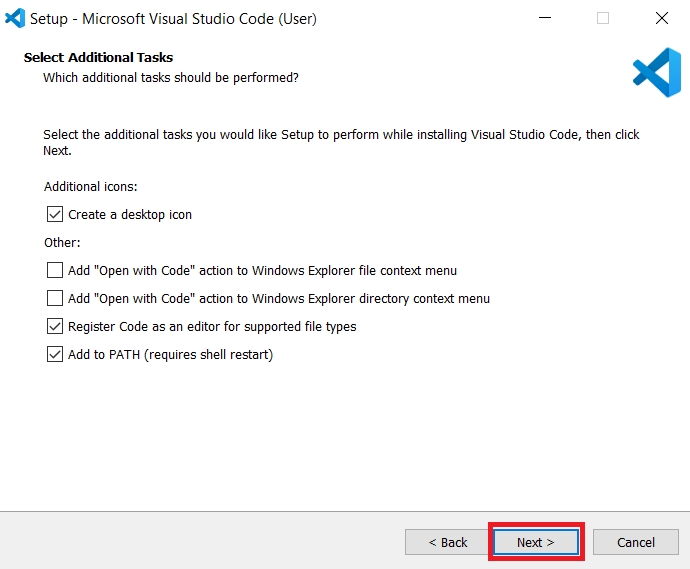 Setup - Microsoft Visual Studio Code (User)
Select Additional Tasks
Which additional tasks should be performed?
Select the additional tasks you would like Setup to perform while installing Visual Studio Code, then click
Next.
Additional icons:
Create a desktop icon
Other:
Add "Open with Code" action to Windows Explorer file context menu
Add "Open with Code" action to Windows Explorer directory context menu
Register Code as an editor for supported file types
Add to PATH (requires shell restart)
< Back Next > Cancel